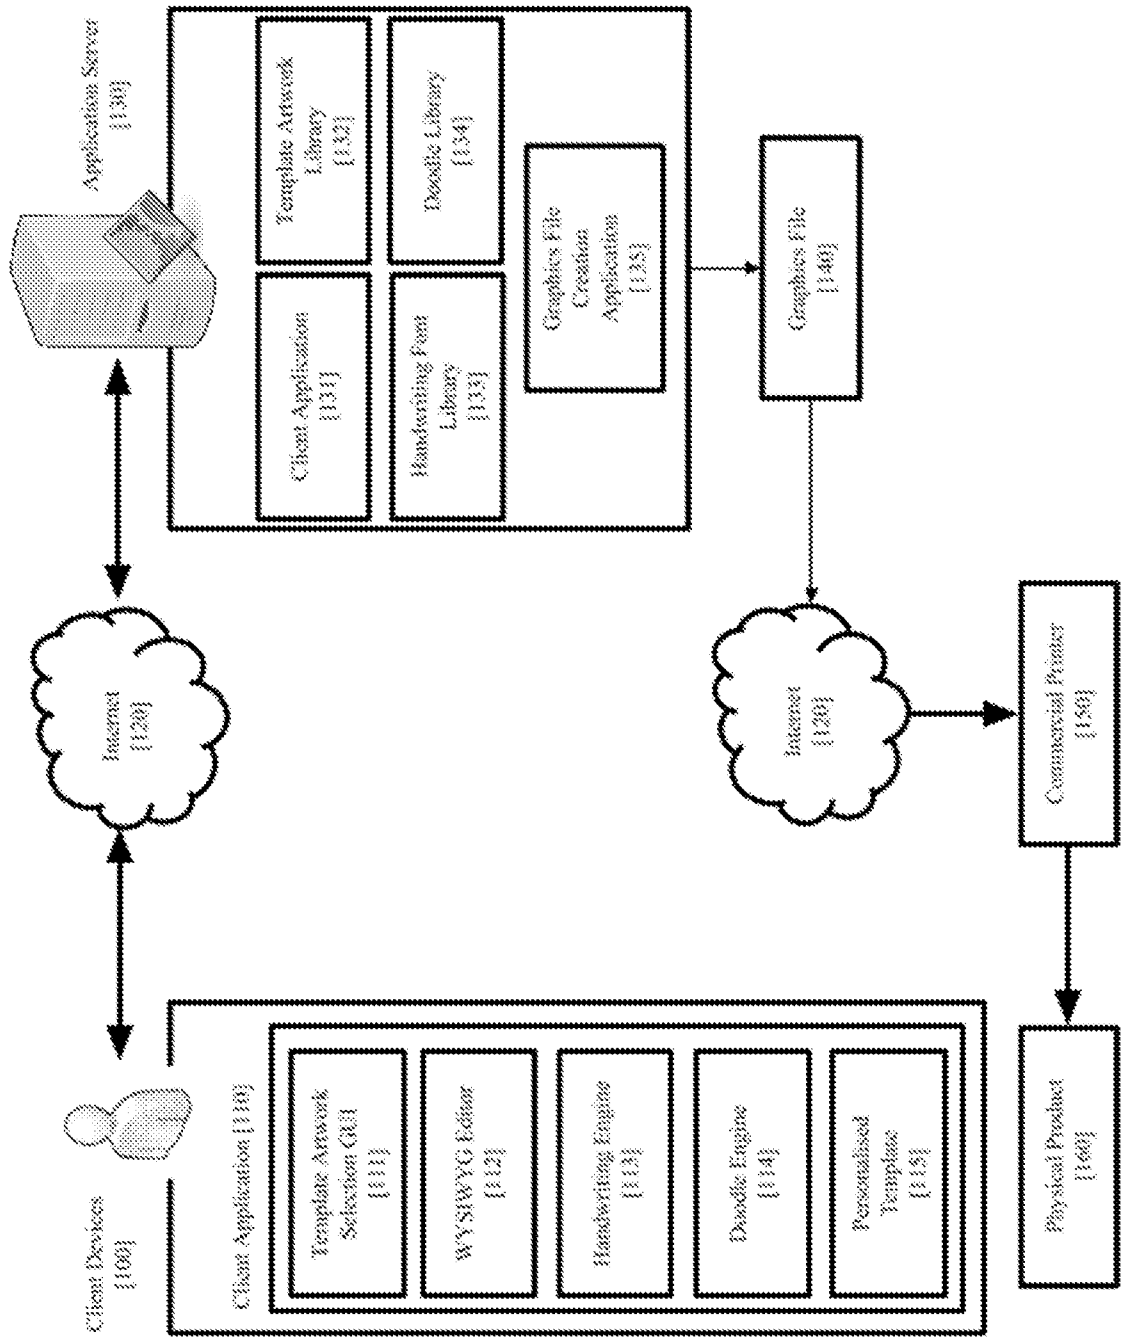 Client Devices
[100]
Client Application [110]
Template Artwork
Selection GUI
[111]
WYSIWYG Editor
[112]
Handwriting Engine
[113]
Doodle Engine
[114]
Personalised
Template
[115]
Internet
[120]
Application Server
[130]
Client Application
[131]
Template Artwork
Library
[132]
Handwriting Font
Library
[133]
Doodle Library
[134]
Graphics File
Creation
Application
[135]
Graphics File
[140]
Internet
[120]
Commercial Printer
[150]
Physical Product
[160]